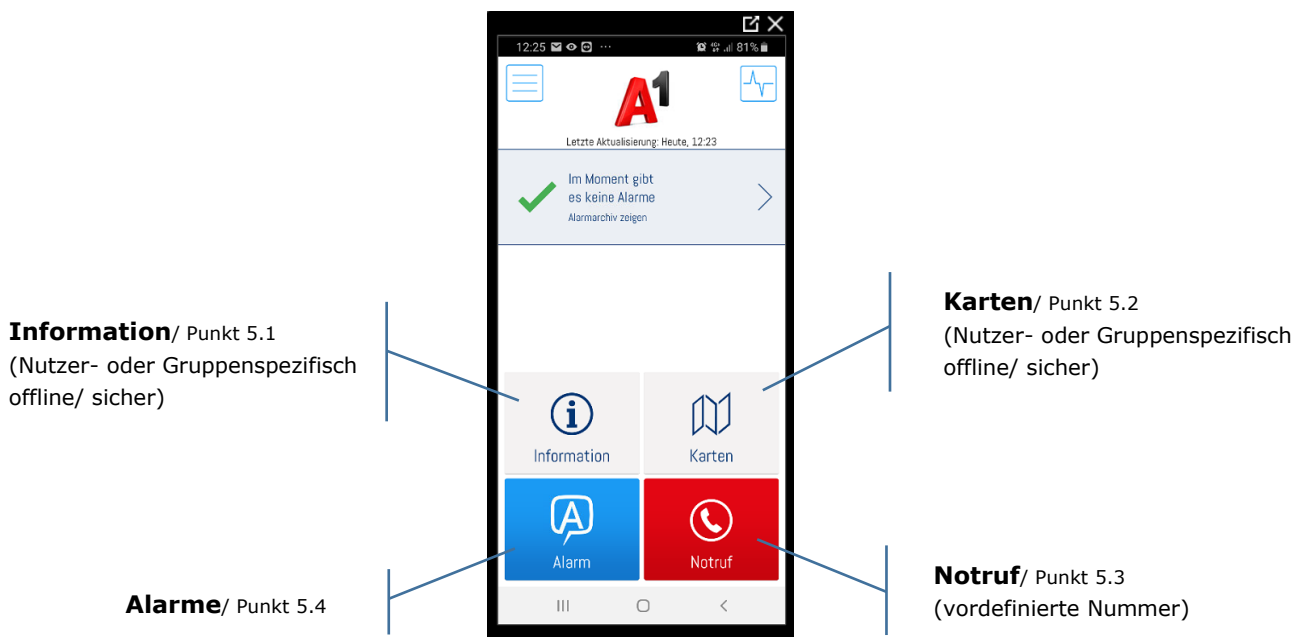 12:25 ... 81%
A1
Letzte Aktualisierung: Heute, 12:23
Im Moment gibt
es keine Alarme
Alarmarchiv zeigen
Information/ Punkt 5.1
(Nutzer- oder Gruppenspezifisch
offline/ sicher)
Karten/ Punkt 5.2
(Nutzer- oder Gruppenspezifisch
offline/ sicher)
Information
Karten
Alarm
Notruf
Alarme/ Punkt 5.4
Notruf/ Punkt 5.3
(vordefinierte Nummer)